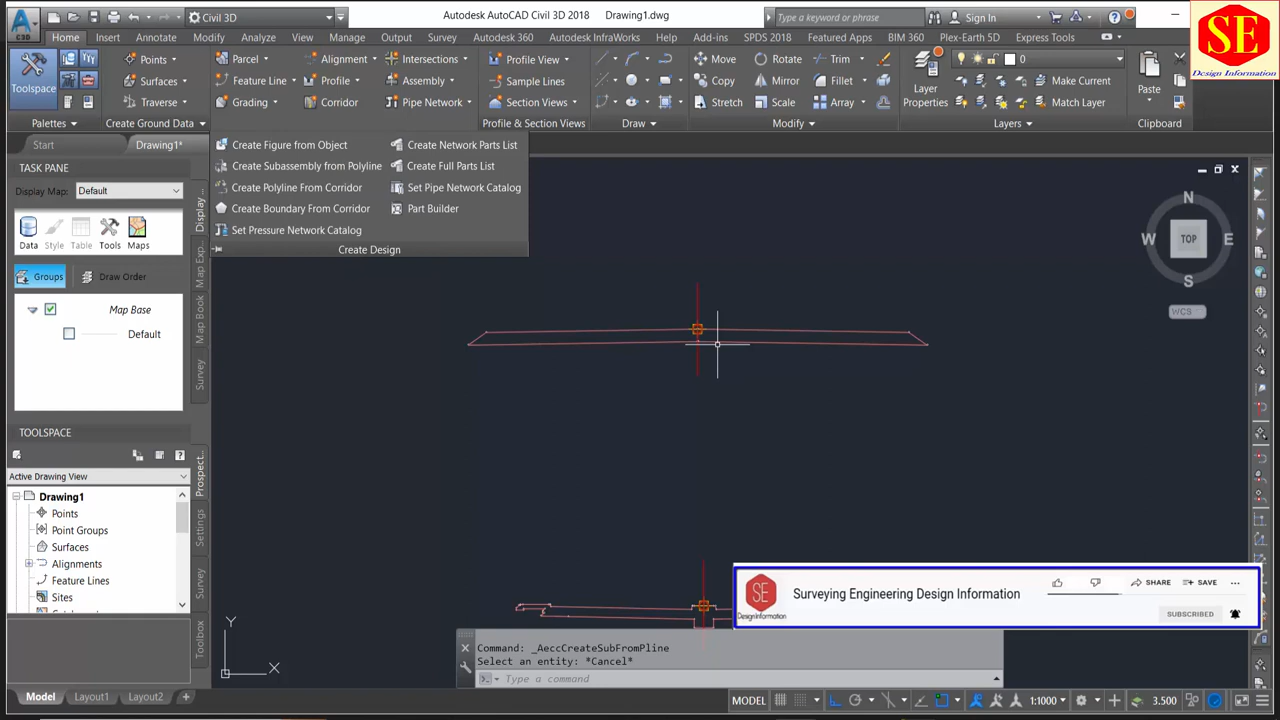 Civil 3D
Autodesk AutoCAD Civil 3D 2018 Drawing1.dwg
Type a keyword or phrase
Sign In
SE
Design Information
Home Insert Annotate Modify Analyze View Manage Output Survey Autodesk 360 Autodesk InfraWorks Help Add-ins SPDS 2018 Featured Apps BIM 360 Plex-Earth 5D Express Tools
Toolspace
Points
Surfaces
Traverse
Parcel
Feature Line
Grading
Alignment
Profile
Corridor
Intersections
Assembly
Pipe Network
Profile View
Sample Lines
Section Views
Move
Copy
Stretch
Rotate
Mirror
Scale
Trim
Fillet
Array
Layer
Properties
0
Make Current
Match Layer
Paste
Palettes Create Ground Data Profile & Section Views Draw Modify Layers Clipboard
Start Drawing1*
Create Figure from Object
Create Subassembly from Polyline
Create Polyline From Corridor
Create Boundary From Corridor
Set Pressure Network Catalog
Create Network Parts List
Create Full Parts List
Set Pipe Network Catalog
Part Builder
Create Design
TASK PANE
Display Map: Default
Data Style Table Tools Maps
Groups Draw Order
Map Base
Default
Display
Map Exp...
Map Book
Survey
TOOLSPACE
Active Drawing View
Drawing1
Points
Point Groups
Surfaces
Alignments
Feature Lines
Sites
Prospect...
Settings
Survey
Toolbox
N
W TOP E
S
WCS
Y
X
SE
Design Information
Surveying Engineering Design Information
SHARE SAVE
SUBSCRIBED
Command: _AeccCreateSubFromPline
Select an entity: *Cancel*
Type a command
Model Layout1 Layout2 +
MODEL
1:1000
3.500